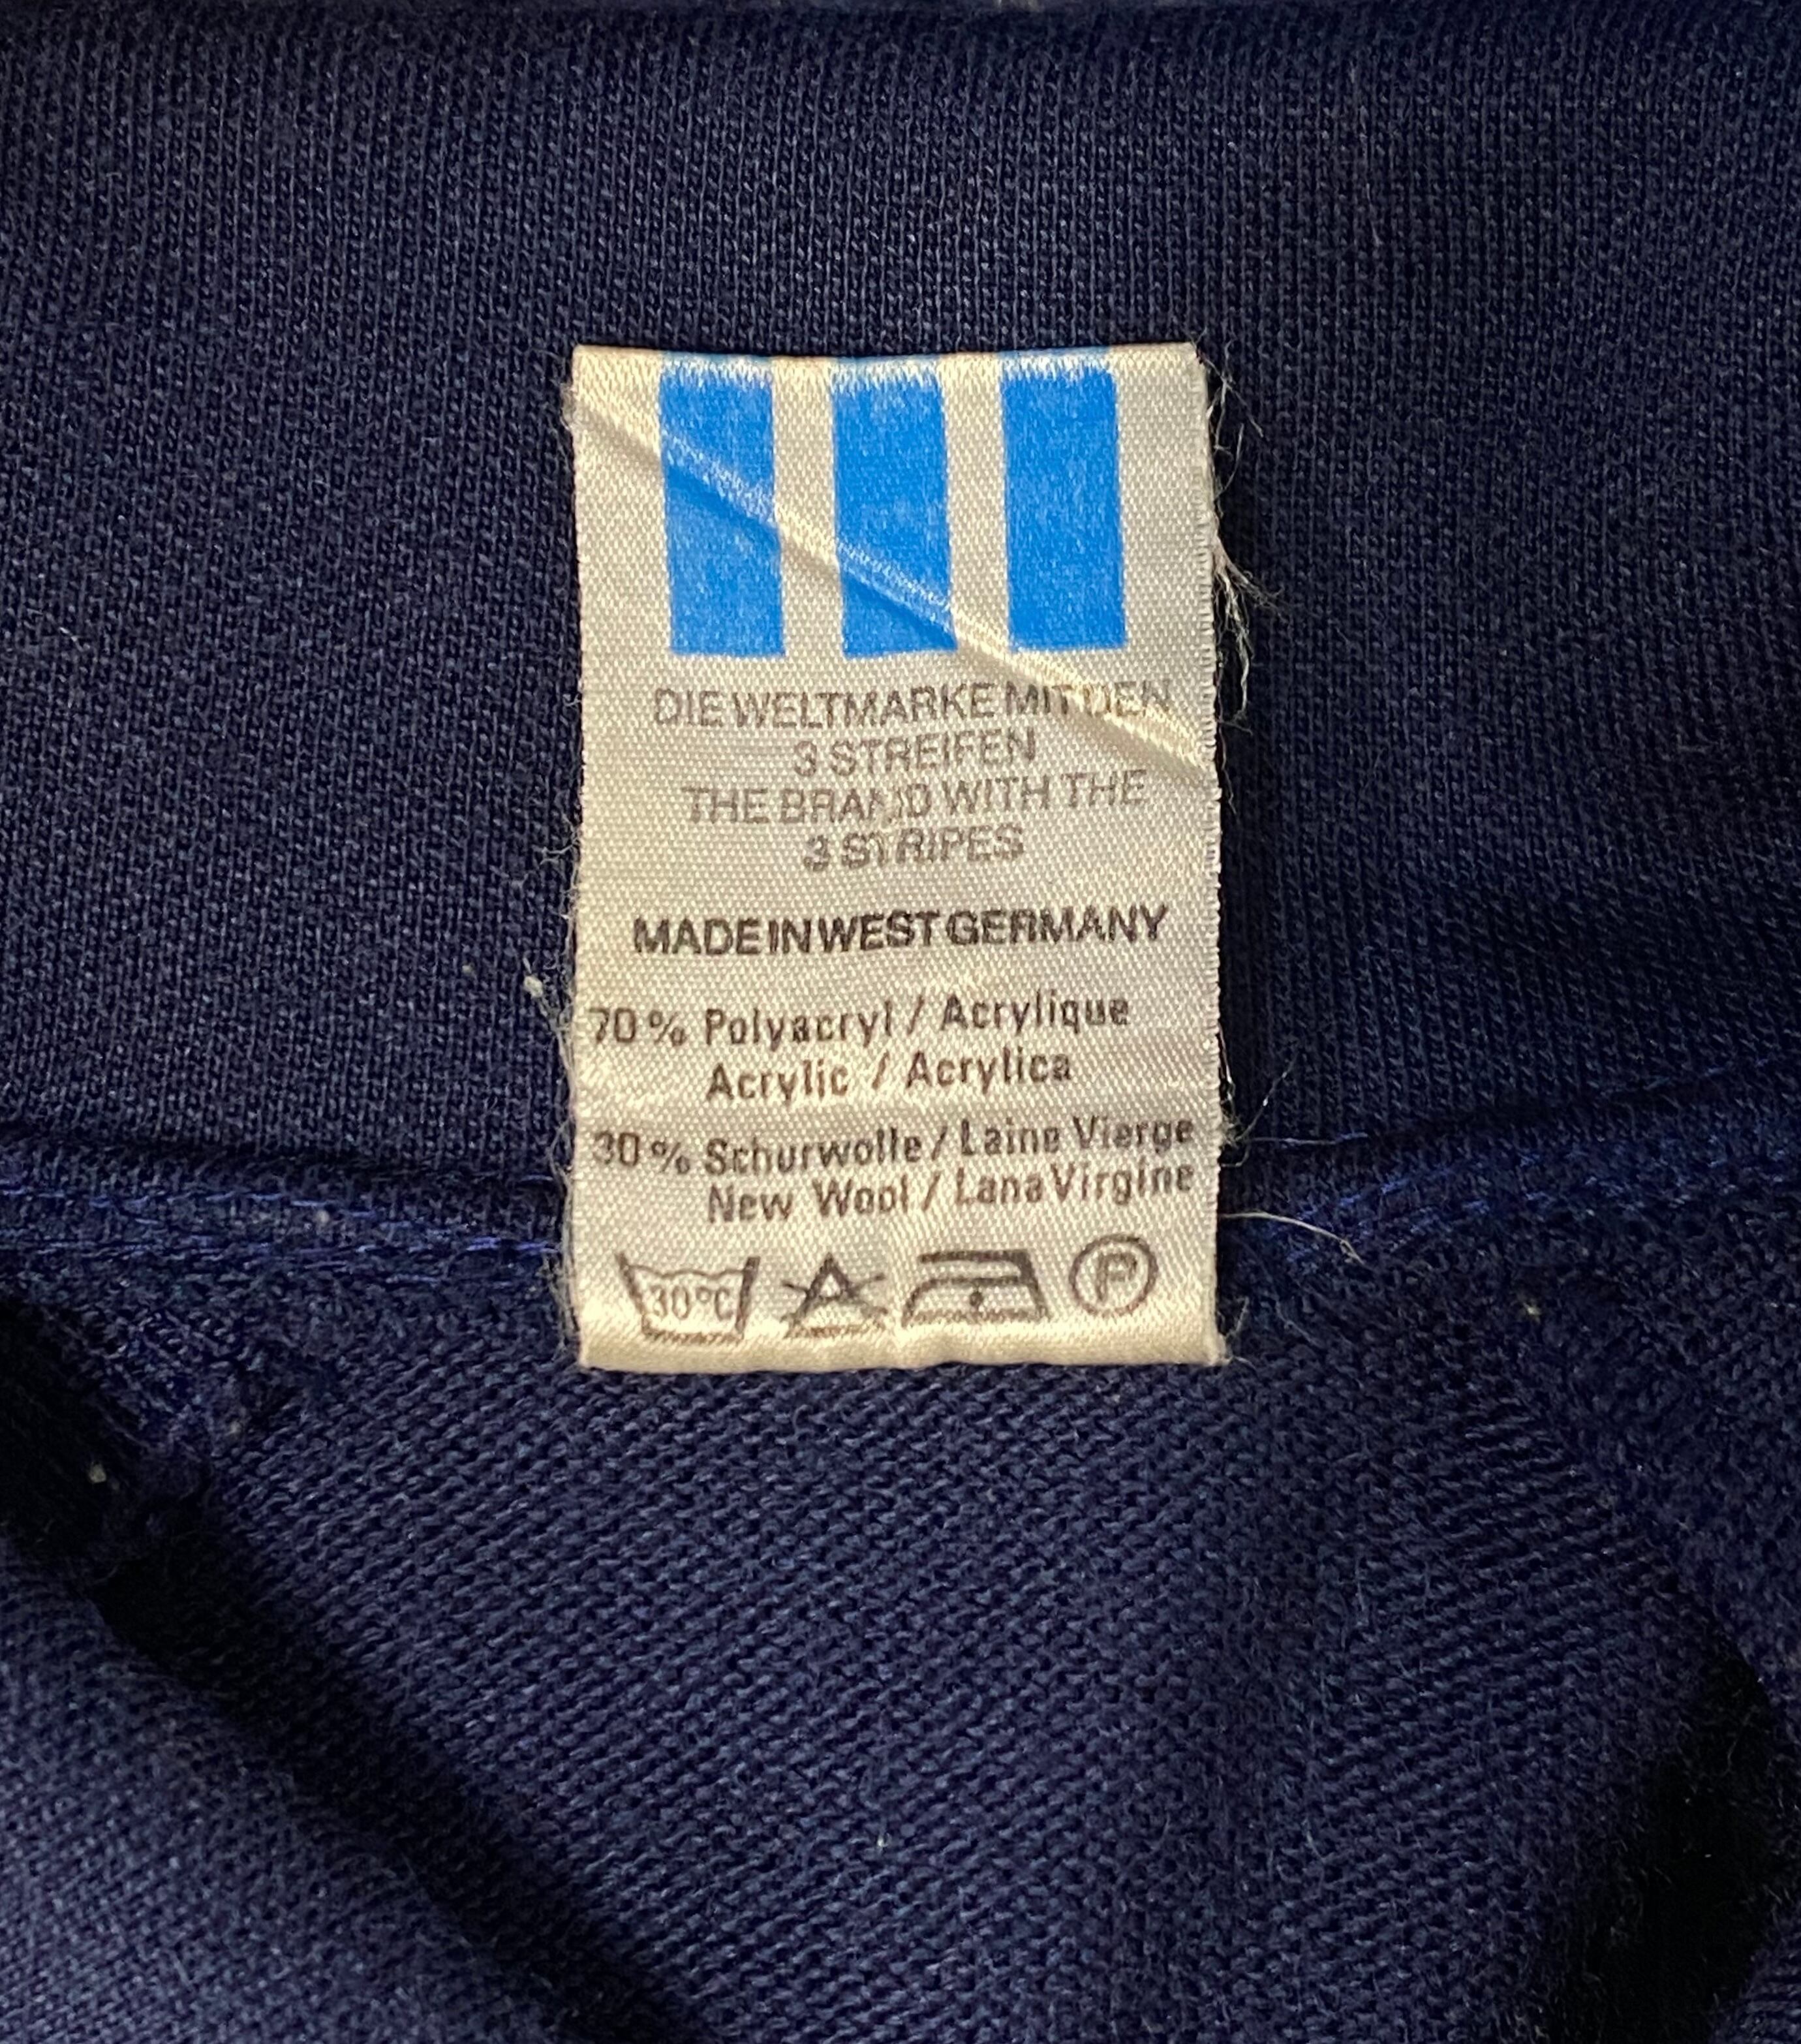 DIE WELTMARKE MIT DEN
3 STREIFEN
THE BRAND WITH THE
3 STRIPES
MADE IN WEST GERMANY
70% Polyacryl / Acrylique
Acrylic / Acrylica
30% Schurwolle / Laine Vierge
New Wool / Lana Virgine
30°C A P